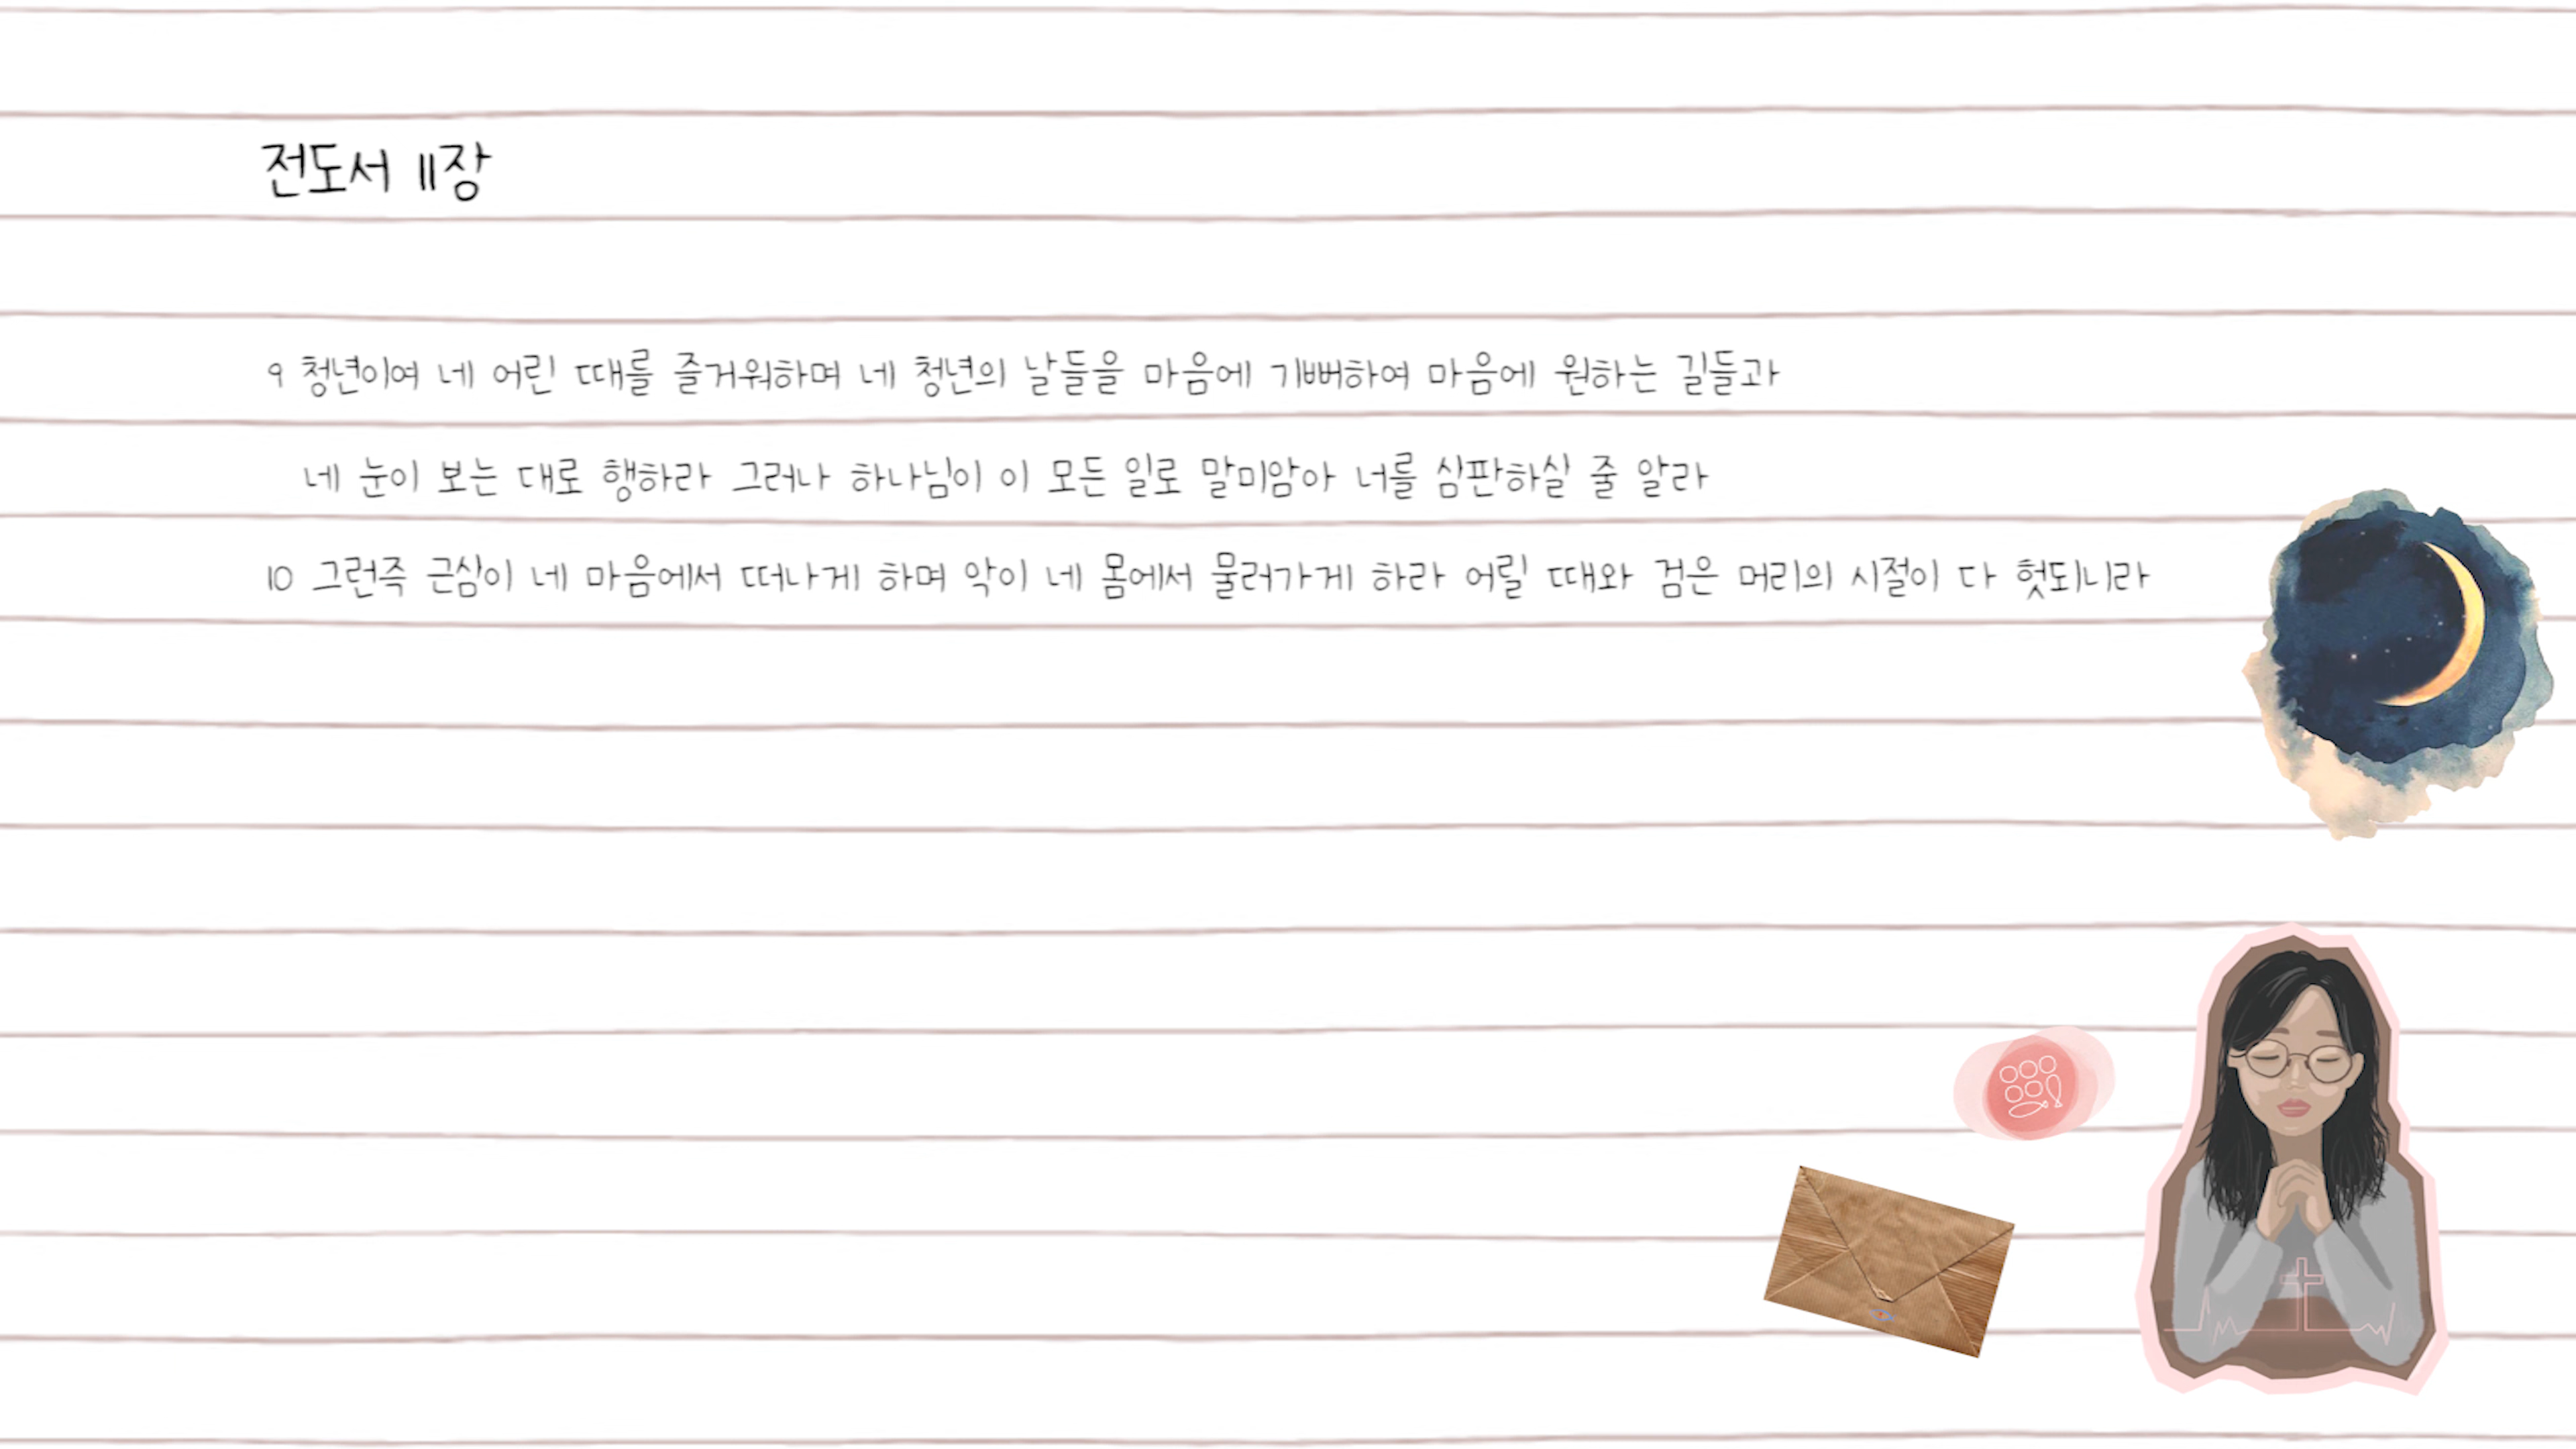 전도서 11장
9 청년이여 네 어린 때를 즐거워하며 네 청년의 날들을 마음에 기뻐하여 마음에 원하는 길들과
네 눈이 보는 대로 행하라 그러나 하나님이 이 모든 일로 말미암아 너를 심판하실 줄 알라
10 그런즉 근심이 네 마음에서 떠나게 하며 악이 네 몸에서 물러가게 하라 어릴 때와 검은 머리의 시절이 다 헛되니라